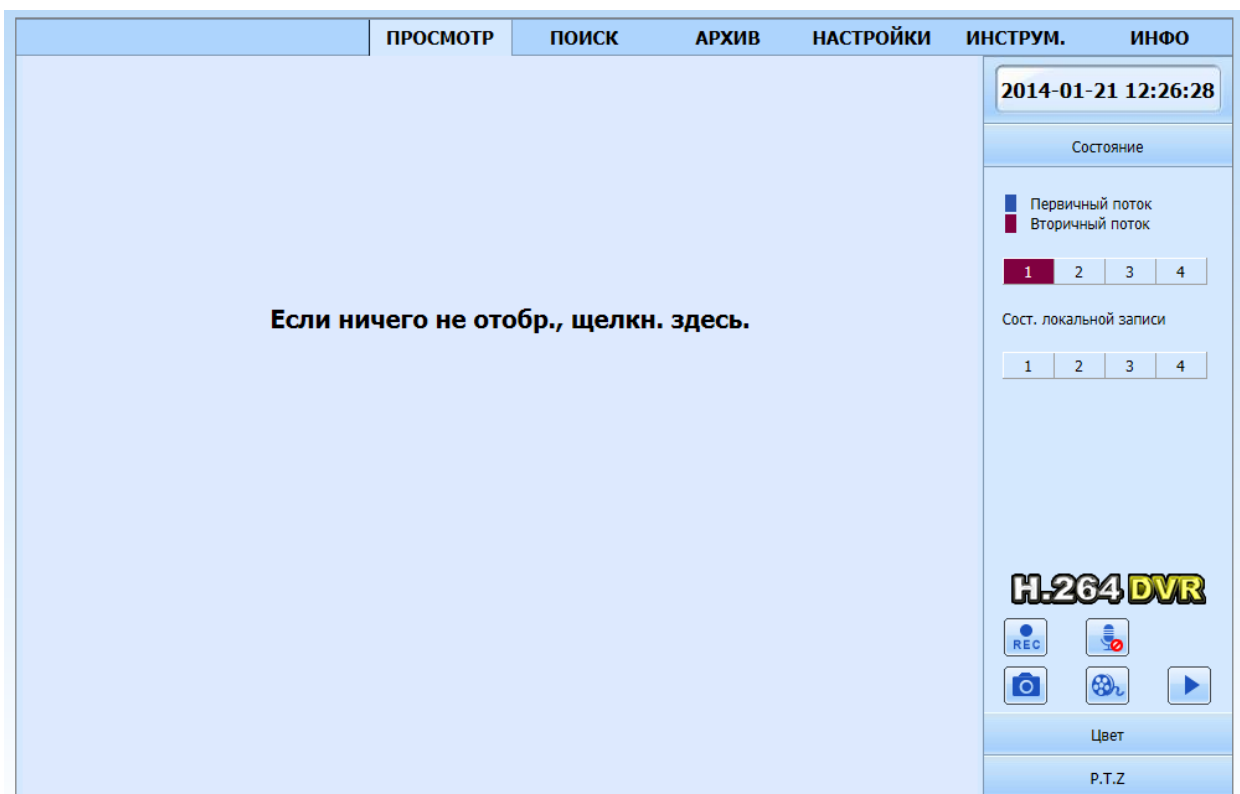 ПРОСМОТР ПОИСК АРХИВ НАСТРОЙКИ ИНСТРУМ. ИНФО
2014-01-21 12:26:28
Состояние
Первичный поток
Вторичный поток
1 2 3 4
Если ничего не отобр., щелкн. здесь.
Сост. локальной записи
1 2 3 4
H.264 DVR
REC
Цвет
P.T.Z